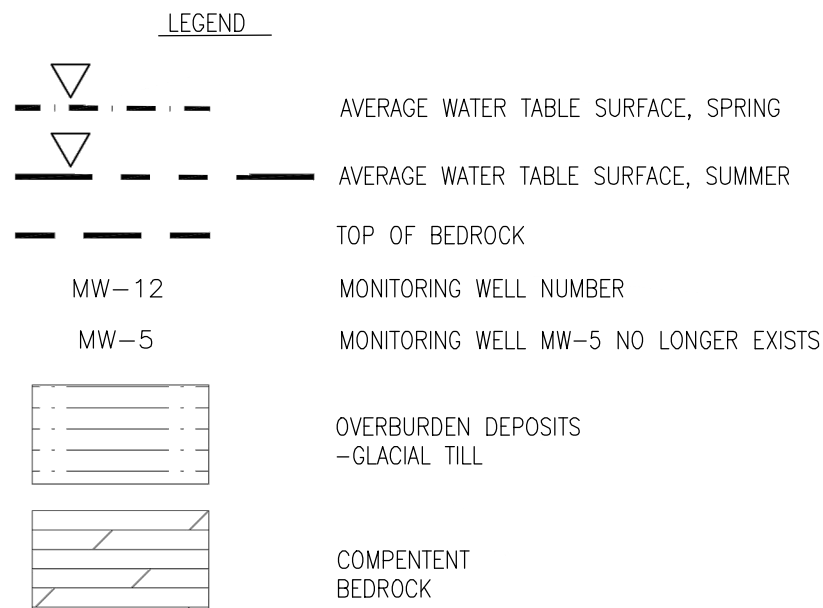 LEGEND
AVERAGE WATER TABLE SURFACE, SPRING
AVERAGE WATER TABLE SURFACE, SUMMER
TOP OF BEDROCK
MW-12 MONITORING WELL NUMBER
MW-5 MONITORING WELL MW-5 NO LONGER EXISTS
OVERBURDEN DEPOSITS
-GLACIAL TILL
COMPENTENT
BEDROCK